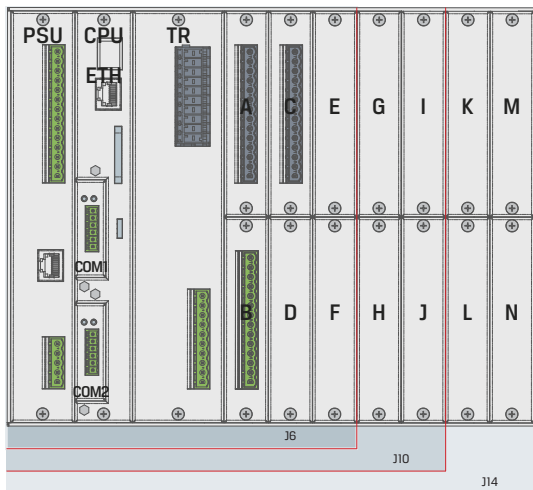 PSU CPU TR
ETH
A C E G I K M
COM1
B D F H J L N
COM2
J6
J10
J14